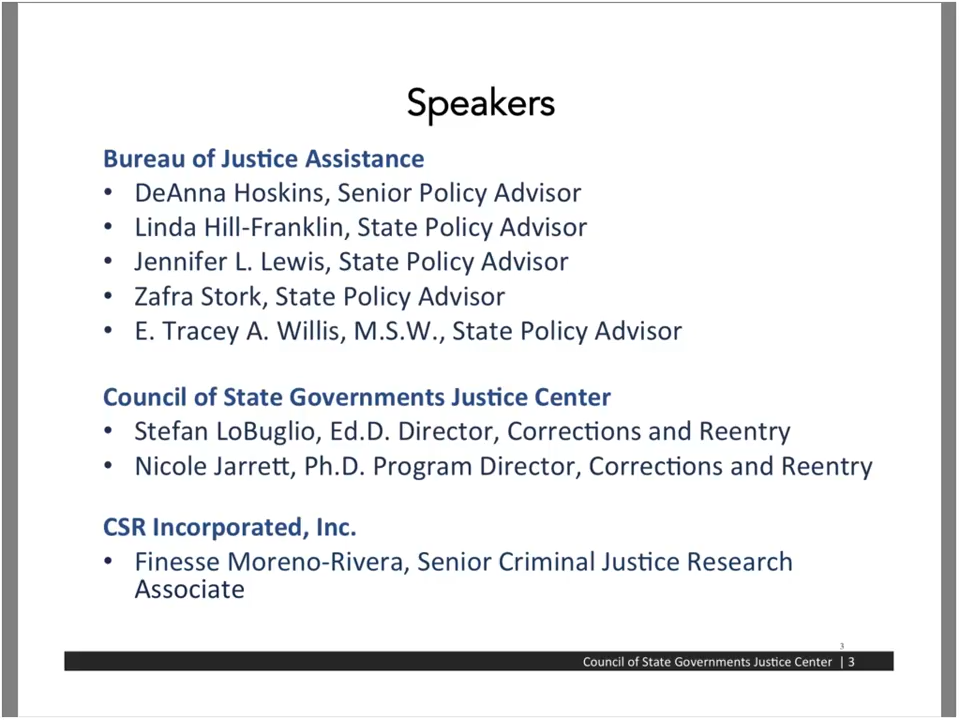 Speakers
Bureau of Justice Assistance
• DeAnna Hoskins, Senior Policy Advisor
• Linda Hill-Franklin, State Policy Advisor
• Jennifer L. Lewis, State Policy Advisor
• Zafra Stork, State Policy Advisor
• E. Tracey A. Willis, M.S.W., State Policy Advisor
Council of State Governments Justice Center
• Stefan LoBuglio, Ed.D. Director, Corrections and Reentry
• Nicole Jarrett, Ph.D. Program Director, Corrections and Reentry
CSR Incorporated, Inc.
• Finesse Moreno-Rivera, Senior Criminal Justice Research
Associate
3
Council of State Governments Justice Center | 3